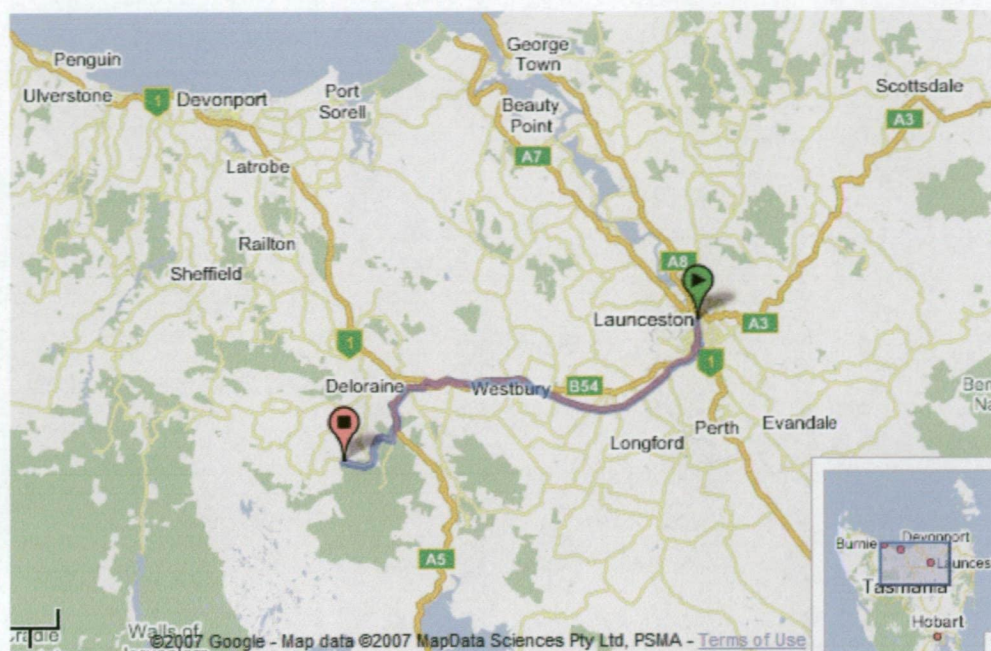 George
Town
Penguin
Ulverstone
1
Devonport
Port
Sorell
Scottsdale
A3
Beauty
Point
A7
Latrobe
Railton
Sheffield
A8
Launceston
A3
1
1
Deloraine
Westbury
B54
Perth
Evandale
Longford
A5
Burnie
Devonport
Tasmania
Hobart
Walls of
©2007 Google - Map data ©2007 MapData Sciences Pty Ltd, PSMA - Terms of Use